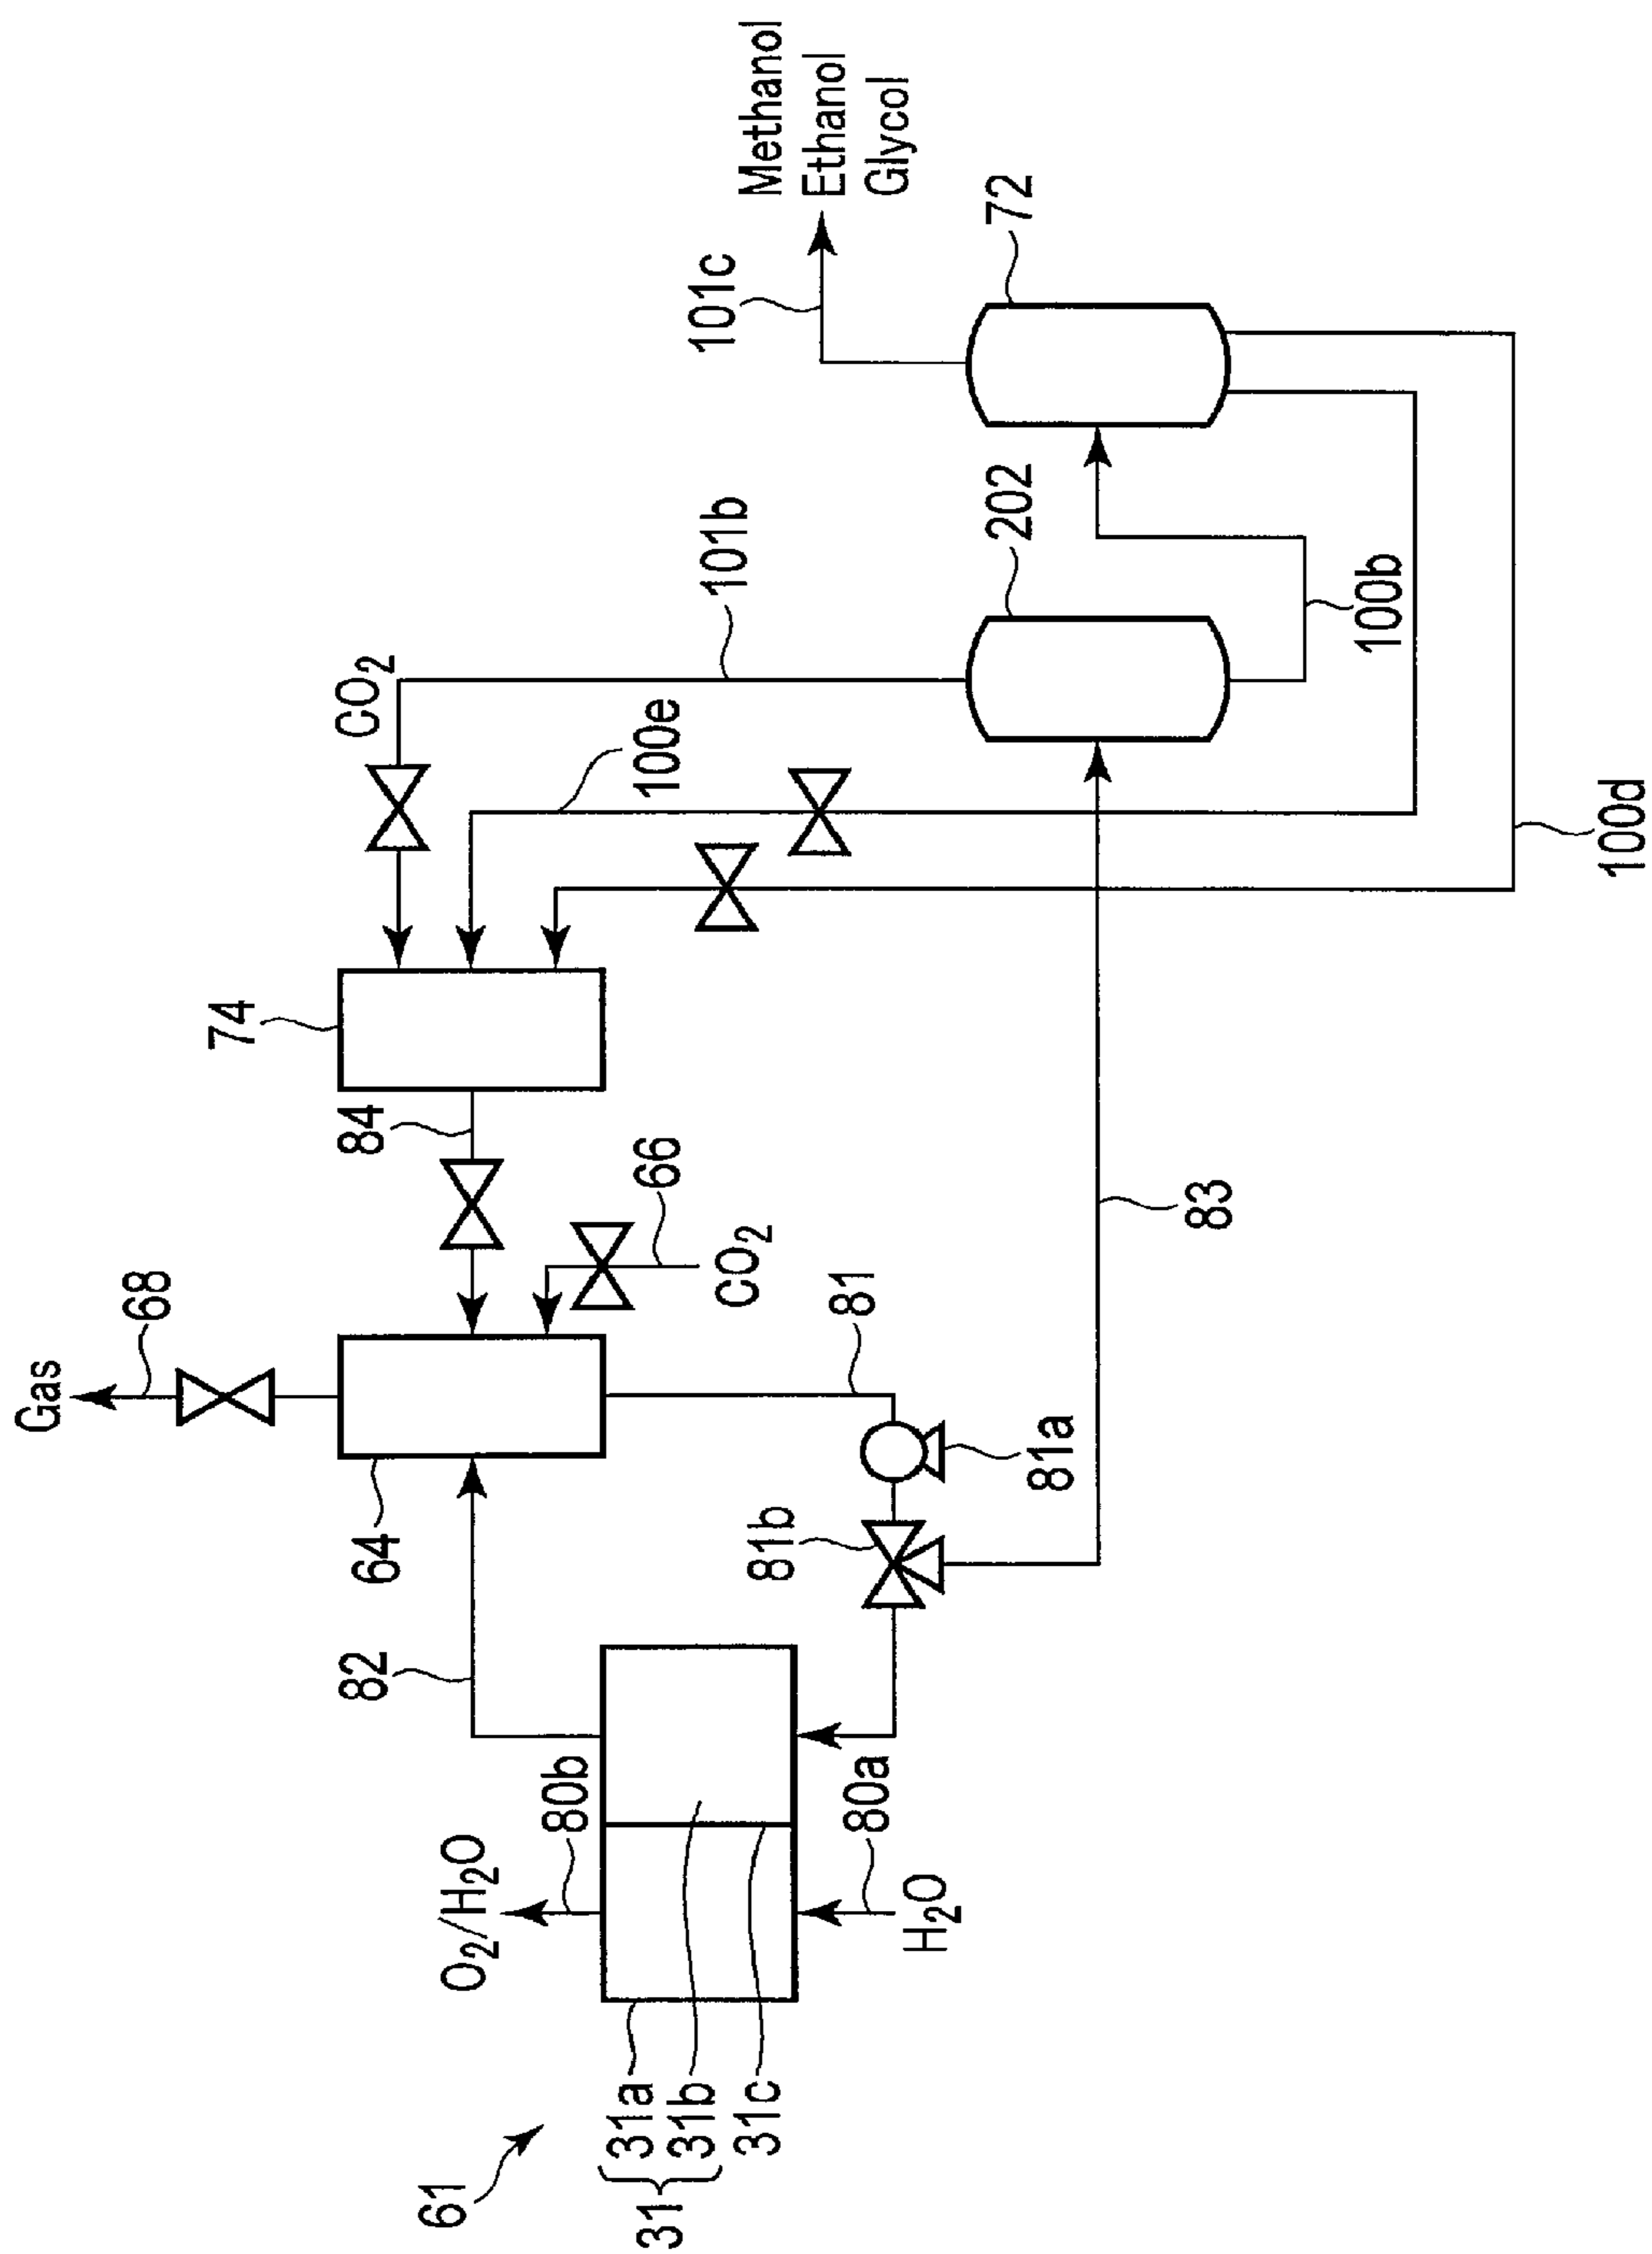 61
31
31a
31b
31c
O2/H2O
80b
H2O
80a
82
64
Gas
68
81b
81a
81
83
66
CO2
84
74
CO2
100e
101b
100d
202
100b
72
101c
Methanol
Ethanol
Glycol